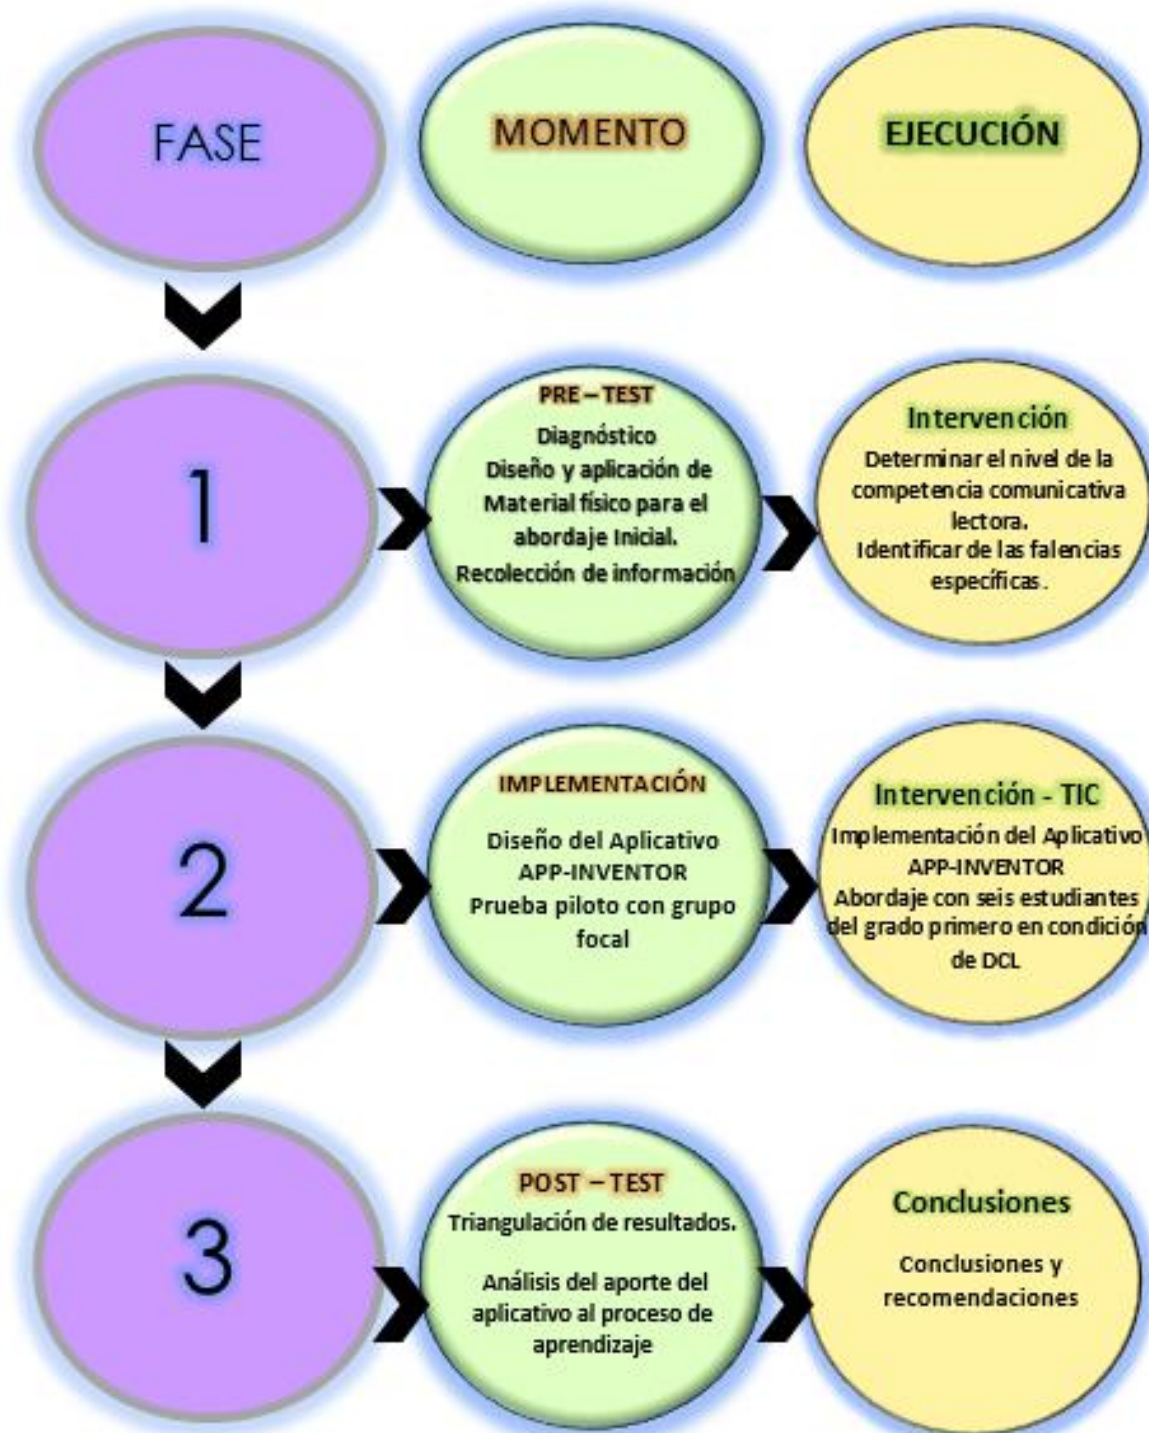 FASE
MOMENTO
EJECUCIÓN
1
PRE – TEST
Diagnóstico
Diseño y aplicación de
Material físico para el
abordaje Inicial.
Recolección de información
Intervención
Determinar el nivel de la
competencia comunicativa
lectora.
Identificar de las falencias
específicas.
2
IMPLEMENTACIÓN
Diseño del Aplicativo
APP-INVENTOR
Prueba piloto con grupo
focal
Intervención - TIC
Implementación del Aplicativo
APP-INVENTOR
Abordaje con seis estudiantes
del grado primero en condición
de DCL
3
POST – TEST
Triangulación de resultados.
Análisis del aporte del
aplicativo al proceso de
aprendizaje
Conclusiones
Conclusiones y
recomendaciones